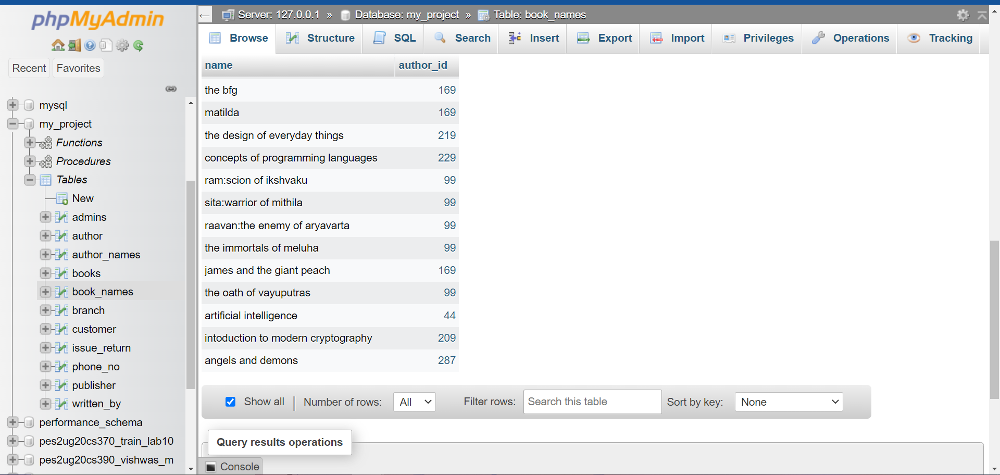 phpMyAdmin
Recent
Favorites
mysql
my_project
Functions
Procedures
Tables
New
admins
author
author_names
books
book_names
branch
customer
issue_return
phone_no
publisher
written_by
performance_schema
pes2ug20cs370_train_lab10
pes2ug20cs390_vishwas_m
← Server: 127.0.0.1 » Database: my_project » Table: book_names
Browse Structure SQL Search Insert Export Import Privileges Operations Tracking
name author_id
the bfg 169
matilda 169
the design of everyday things 219
concepts of programming languages 229
ram:scion of ikshvaku 99
sita:warrior of mithila 99
raavan:the enemy of aryavarta 99
the immortals of meluha 99
james and the giant peach 169
the oath of vayuputras 99
artificial intelligence 44
intoduction to modern cryptography 209
angels and demons 287
Show all | Number of rows: All Filter rows: Search this table Sort by key: None
Query results operations
Console